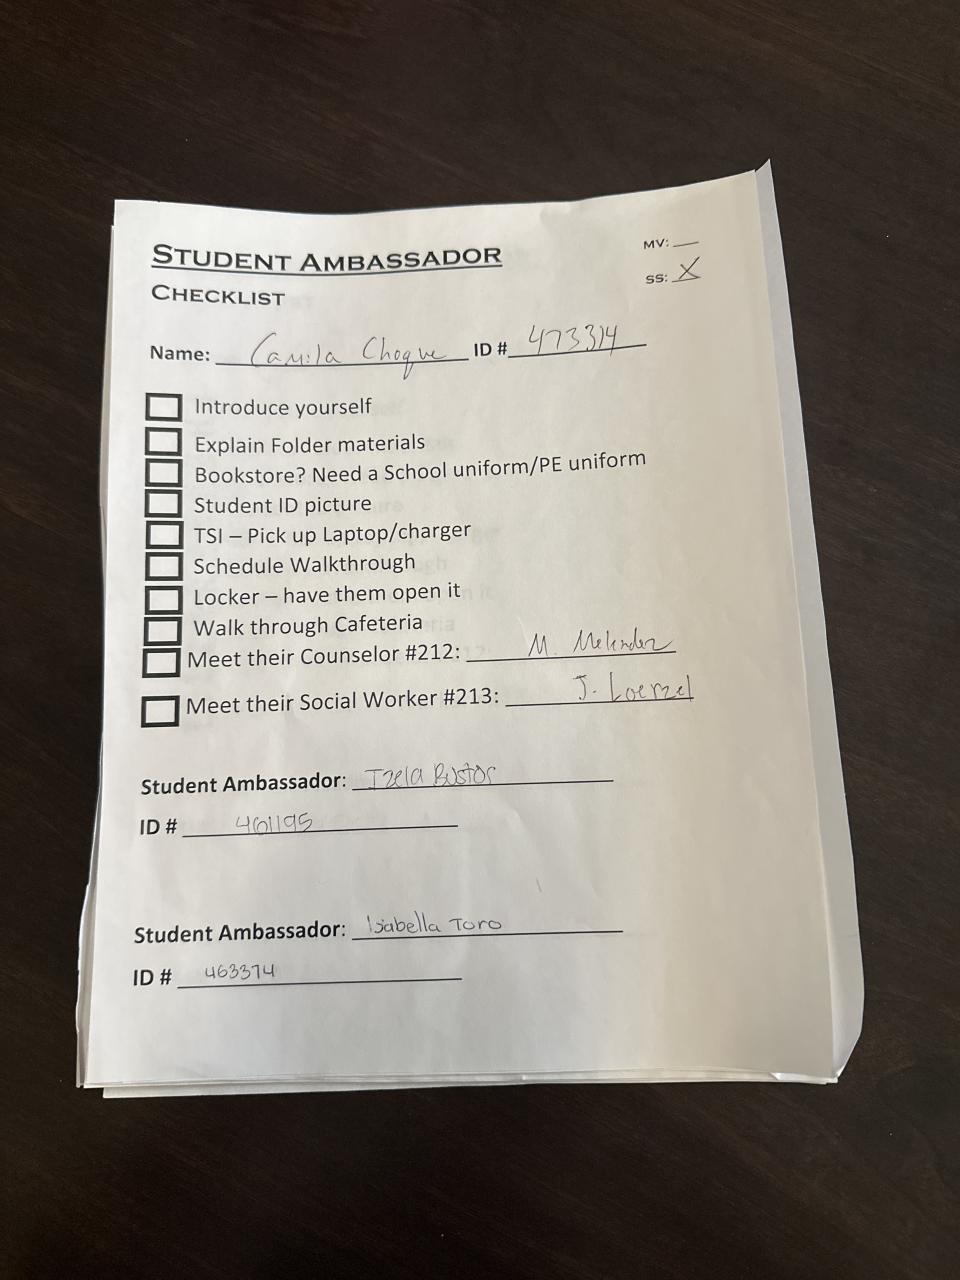 STUDENT AMBASSADOR
CHECKLIST
MV:
SS: X
Name: Camila Choque ID # 473314
Introduce yourself
Explain Folder materials
Bookstore? Need a School uniform/PE uniform
Student ID picture
TSI – Pick up Laptop/charger
Schedule Walkthrough
Locker – have them open it
Walk through Cafeteria
Meet their Counselor #212: M. Melendez
Meet their Social Worker #213: J. Loerzel
Student Ambassador: Izela Bustos
ID # 461195
Student Ambassador: Isabella Toro
ID # 463374